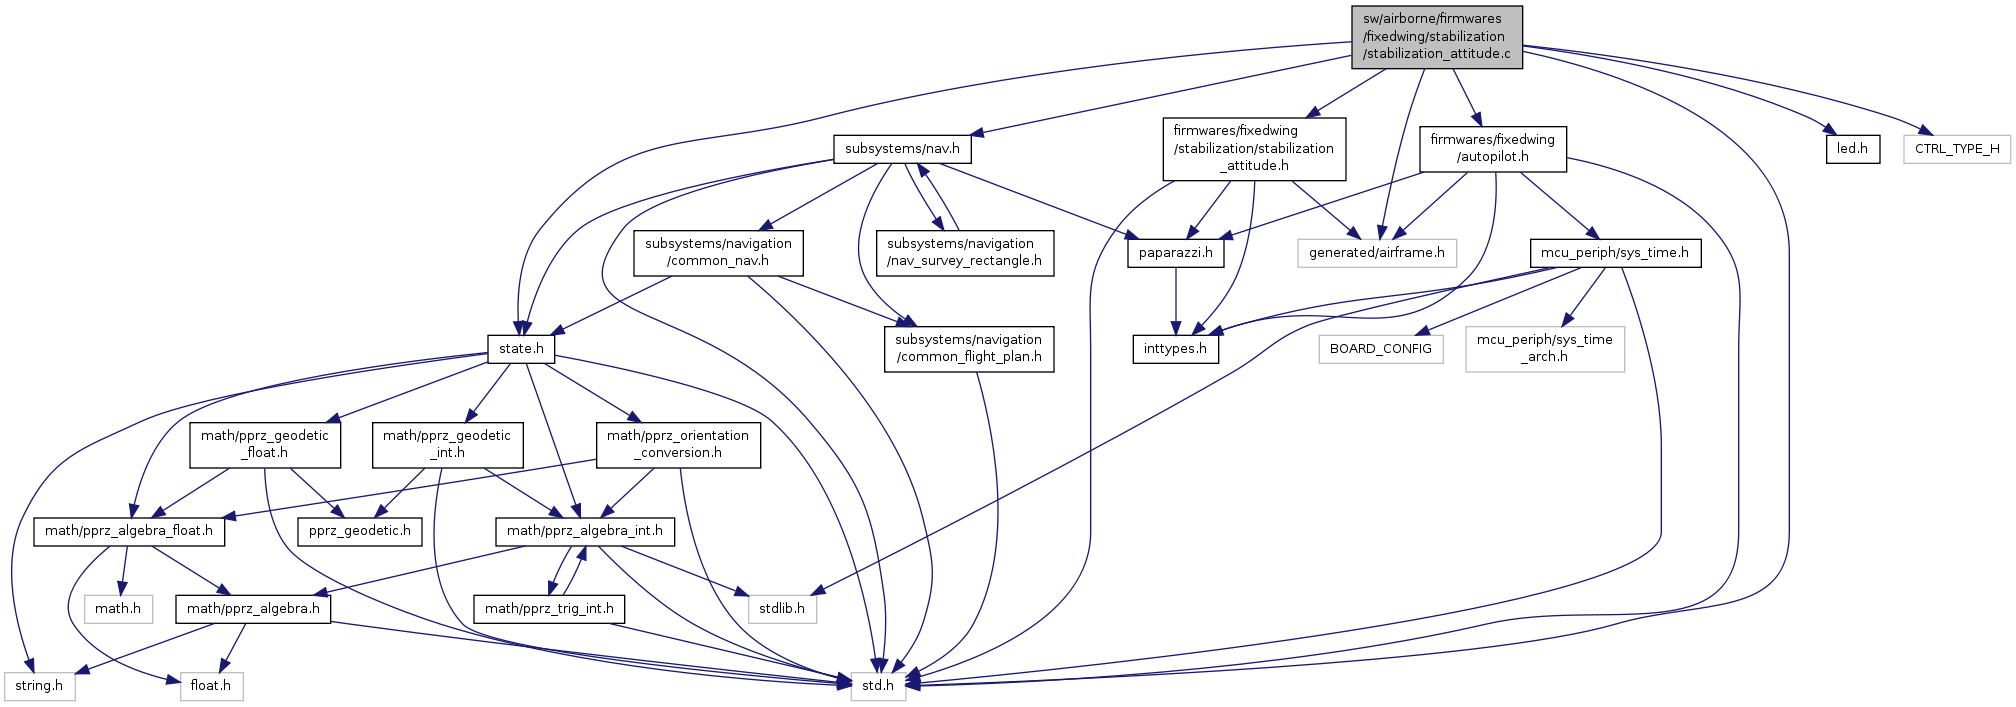 sw/airborne/firmwares
/fixedwing/stabilization
/stabilization_attitude.c
firmwares/fixedwing
/stabilization/stabilization
_attitude.h
firmwares/fixedwing
/autopilot.h
subsystems/nav.h
led.h
CTRL_TYPE_H
subsystems/navigation
/common_nav.h
subsystems/navigation
/nav_survey_rectangle.h
paparazzi.h
generated/airframe.h
mcu_periph/sys_time.h
state.h
subsystems/navigation
/common_flight_plan.h
inttypes.h
BOARD_CONFIG
mcu_periph/sys_time
_arch.h
math/pprz_geodetic
_float.h
math/pprz_geodetic
_int.h
math/pprz_orientation
_conversion.h
math/pprz_algebra_float.h
pprz_geodetic.h
math/pprz_algebra_int.h
math.h
math/pprz_algebra.h
math/pprz_trig_int.h
stdlib.h
string.h
float.h
std.h